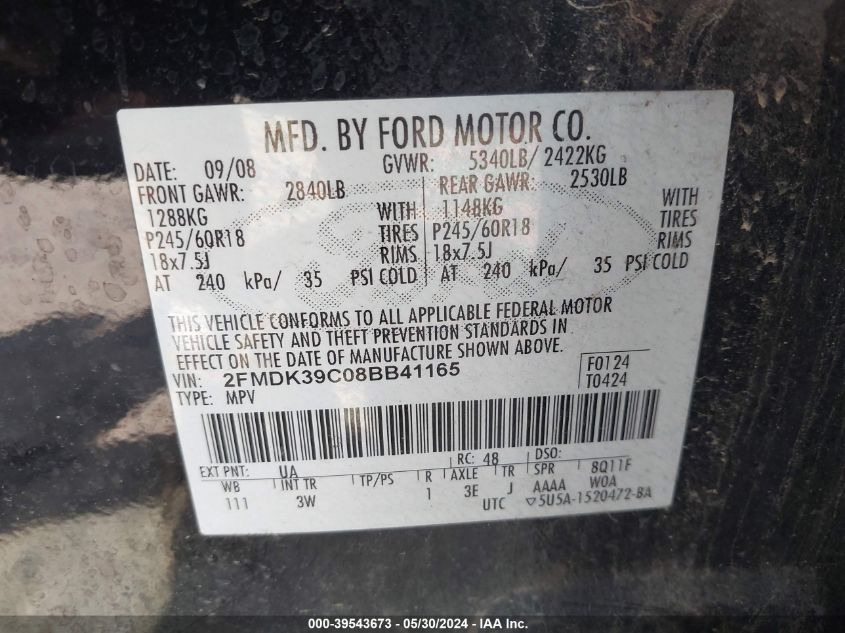 MFD. BY FORD MOTOR CO.
DATE: 09/08 GVWR: 5340LB/ 2422KG
FRONT GAWR: 2840LB REAR GAWR: 2530LB
1288KG WITH 1148KG WITH
P245/60R18 TIRES P245/60R18 TIRES
18x7.5J RIMS 18x7.5J RIMS
AT 240 kPa/ 35 PSI COLD AT 240 kPa/ 35 PSI COLD
THIS VEHICLE CONFORMS TO ALL APPLICABLE FEDERAL MOTOR
VEHICLE SAFETY AND THEFT PREVENTION STANDARDS IN
EFFECT ON THE DATE OF MANUFACTURE SHOWN ABOVE.
VIN: 2FMDK39C08BB41165 F0124
TYPE: MPV T0424
EXT PNT: UA RC: 48 DSO:
WB INT TR TP/PS R AXLE TR SPR 8Q11F
111 3W 1 3E J AAAA W0A
UTC ▽5U5A-1520472-BA
000-39543673 - 05/30/2024 - IAA Inc.